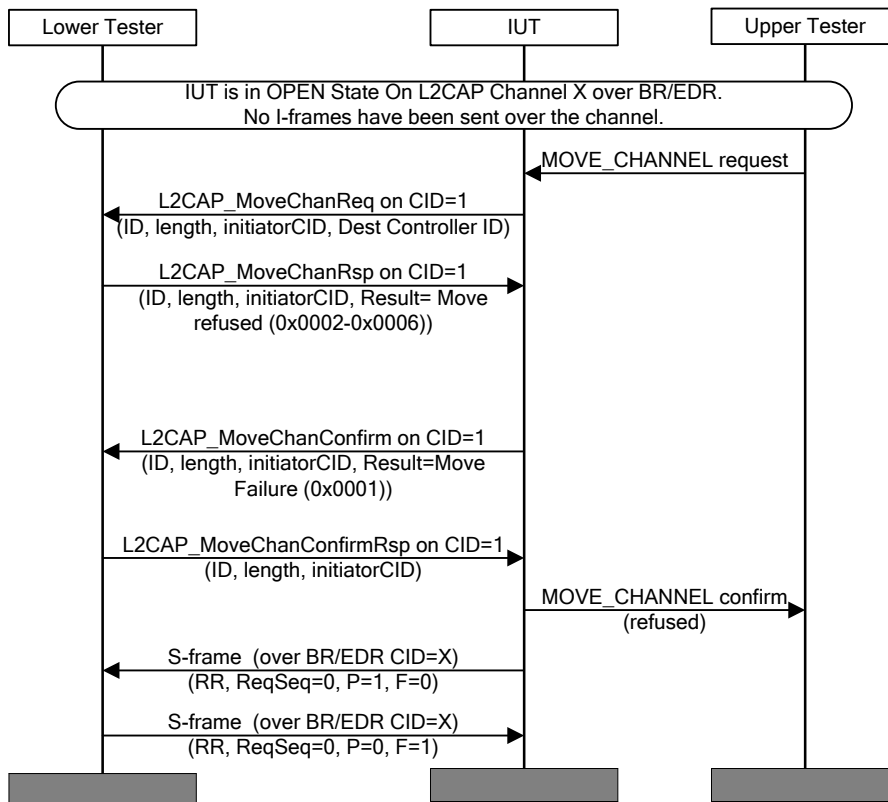 Lower Tester
IUT
Upper Tester
IUT is in OPEN State On L2CAP Channel X over BR/EDR.
No I-frames have been sent over the channel.
MOVE_CHANNEL request
L2CAP_MoveChanReq on CID=1
(ID, length, initiatorCID, Dest Controller ID)
L2CAP_MoveChanRsp on CID=1
(ID, length, initiatorCID, Result= Move
refused (0x0002-0x0006))
L2CAP_MoveChanConfirm on CID=1
(ID, length, initiatorCID, Result=Move
Failure (0x0001))
L2CAP_MoveChanConfirmRsp on CID=1
(ID, length, initiatorCID)
MOVE_CHANNEL confirm
(refused)
S-frame (over BR/EDR CID=X)
(RR, ReqSeq=0, P=1, F=0)
S-frame (over BR/EDR CID=X)
(RR, ReqSeq=0, P=0, F=1)